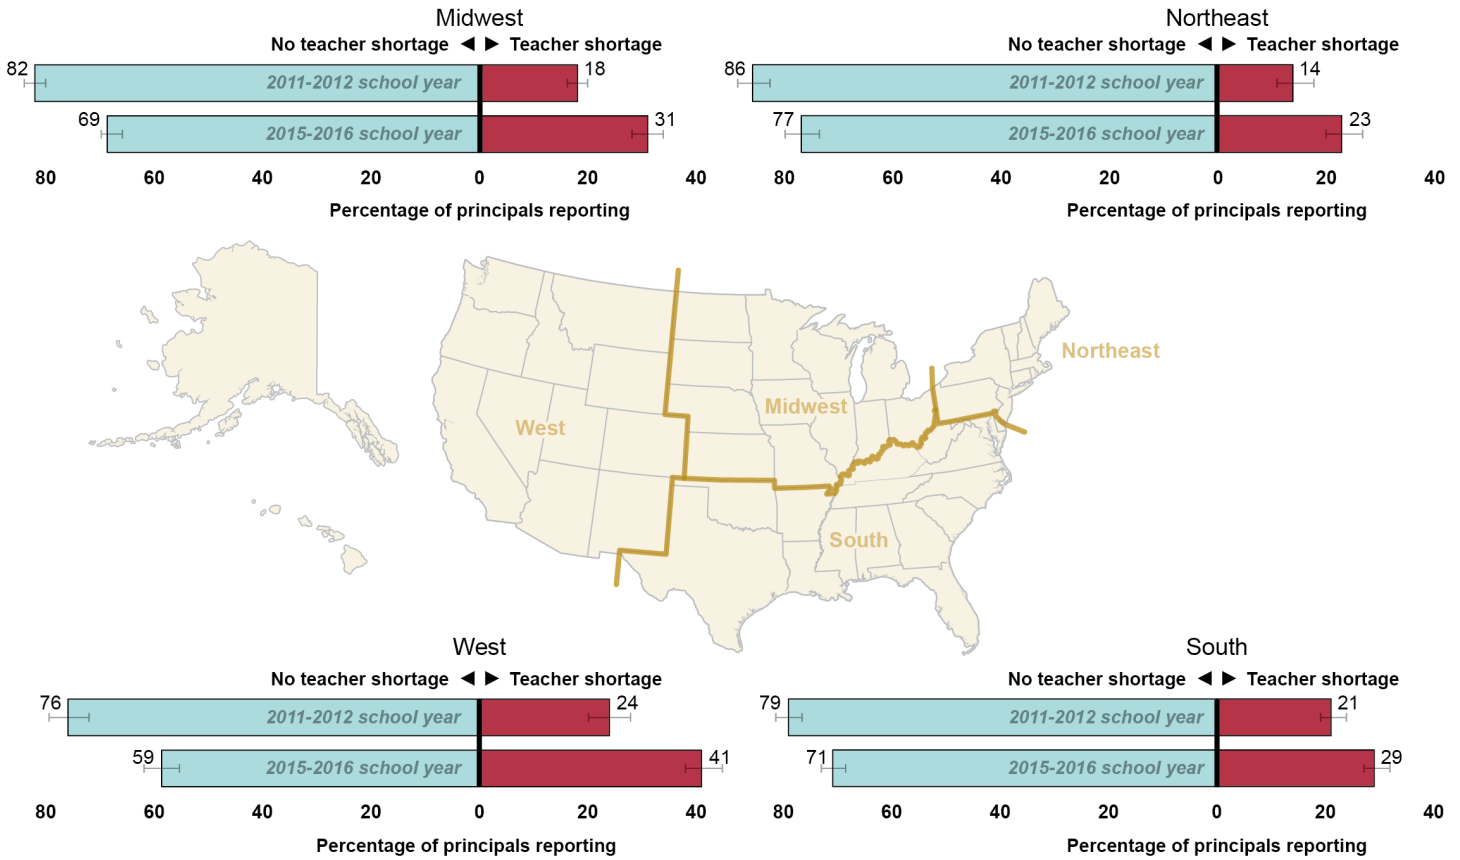 Midwest
No teacher shortage ◀ ▶ Teacher shortage
82 2011-2012 school year 18
69 2015-2016 school year 31
80 60 40 20 0 20 40
Percentage of principals reporting
Northeast
No teacher shortage ◀ ▶ Teacher shortage
86 2011-2012 school year 14
77 2015-2016 school year 23
80 60 40 20 0 20 40
Percentage of principals reporting
Northeast
Midwest
West
South
West
No teacher shortage ◀ ▶ Teacher shortage
76 2011-2012 school year 24
59 2015-2016 school year 41
80 60 40 20 0 20 40
Percentage of principals reporting
South
No teacher shortage ◀ ▶ Teacher shortage
79 2011-2012 school year 21
71 2015-2016 school year 29
80 60 40 20 0 20 40
Percentage of principals reporting